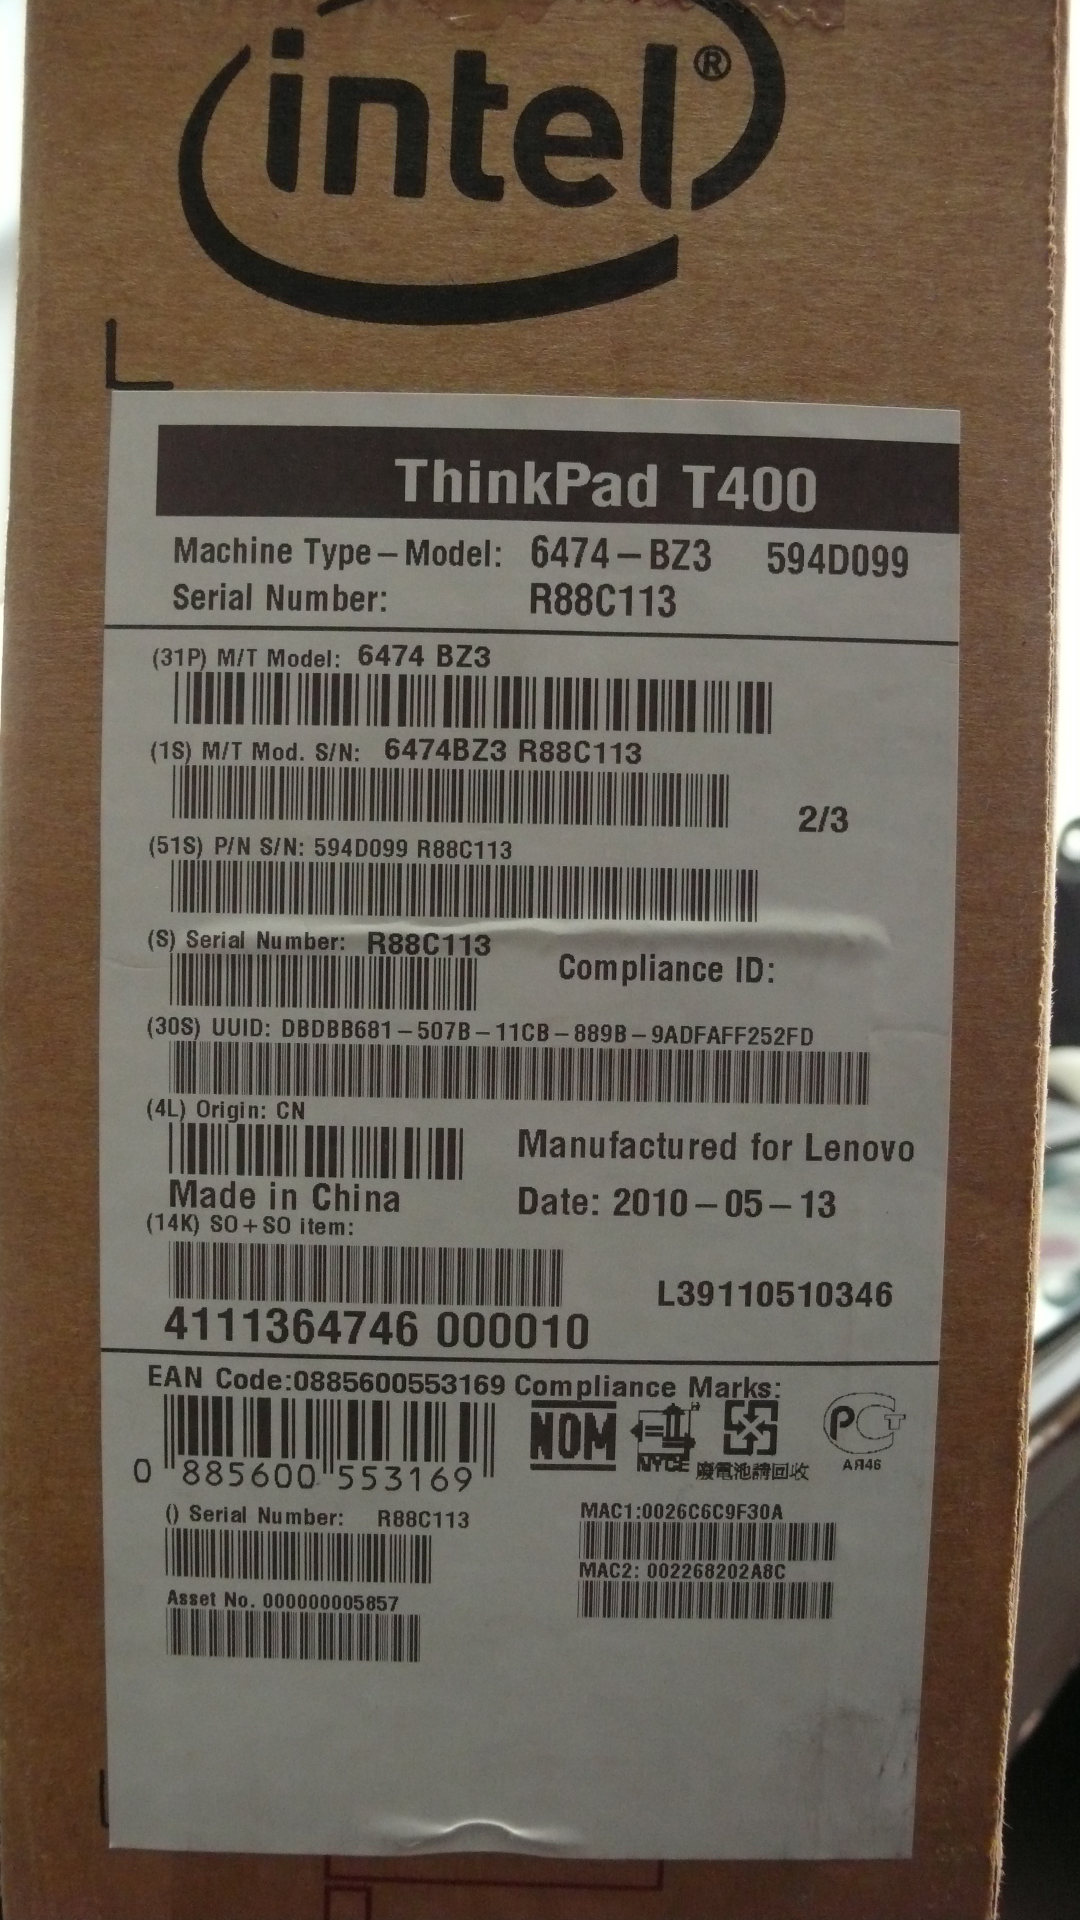 intel®
ThinkPad T400
Machine Type–Model: 6474–BZ3 594D099
Serial Number: R88C113
(31P) M/T Model: 6474 BZ3
(1S) M/T Mod. S/N: 6474BZ3 R88C113
2/3
(51S) P/N S/N: 594D099 R88C113
(S) Serial Number: R88C113
Compliance ID:
(30S) UUID: DBDBB681–507B–11CB–889B–9ADFAFF252FD
(4L) Origin: CN
Manufactured for Lenovo
Made in China
Date: 2010–05–13
(14K) SO+SO item:
L39110510346
4111364746 000010
EAN Code:0885600553169 Compliance Marks:
NOM
NYCE
廢電池請回收
РСТ
АЯ46
0 885600 553169
() Serial Number: R88C113
MAC1:0026C6C9F30A
MAC2: 002268202A8C
Asset No. 000000005857